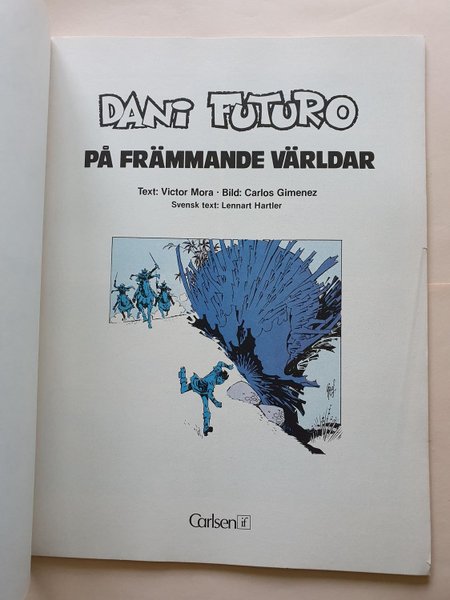 DANI FUTURO
PÅ FRÄMMANDE VÄRLDAR
Text: Victor Mora · Bild: Carlos Gimenez
Svensk text: Lennart Hartler
Carlsen if